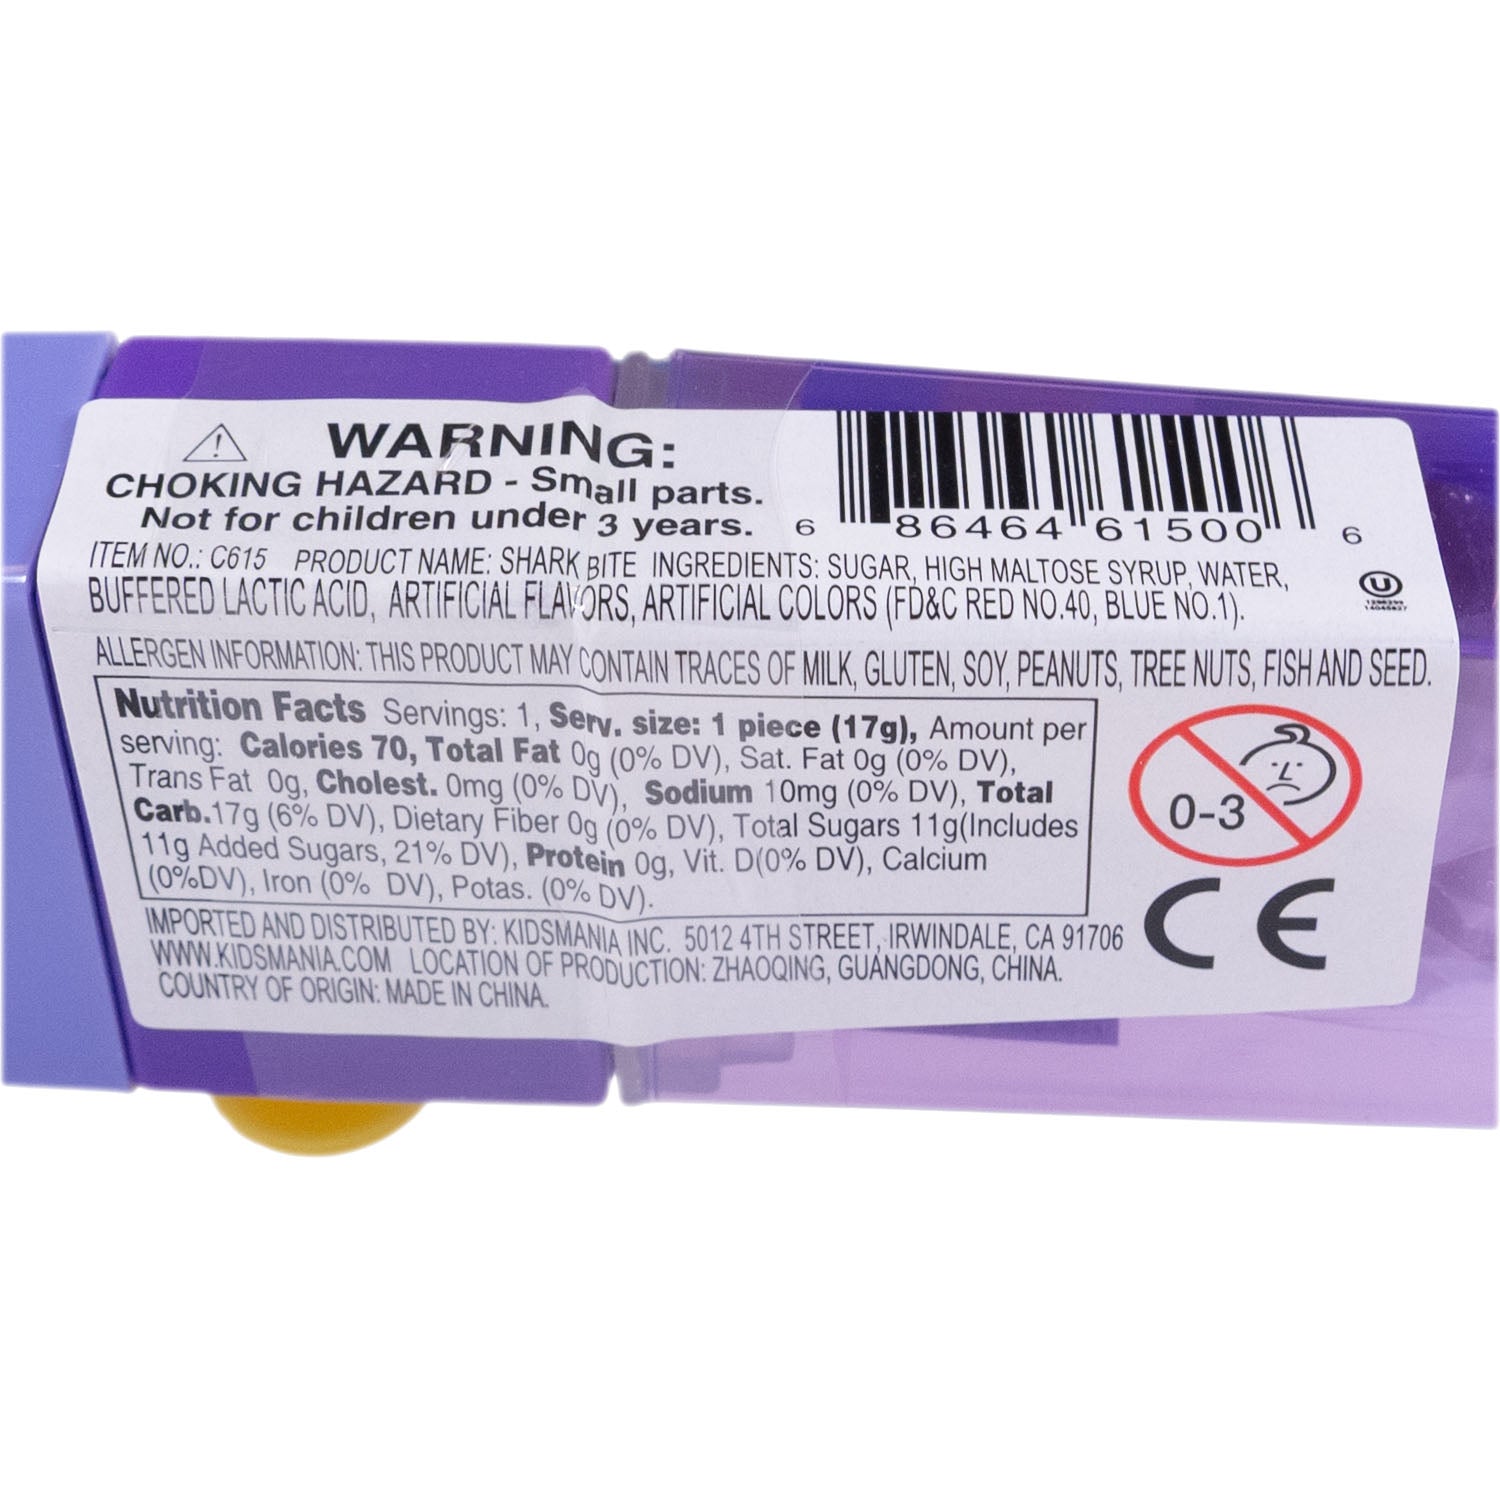 WARNING:
CHOKING HAZARD - Small parts.
Not for children under 3 years.
6 86464 61500 6
ITEM NO.: C615 PRODUCT NAME: SHARK BITE INGREDIENTS: SUGAR, HIGH MALTOSE SYRUP, WATER,
BUFFERED LACTIC ACID, ARTIFICIAL FLAVORS, ARTIFICIAL COLORS (FD&C RED NO.40, BLUE NO.1).
U
ALLERGEN INFORMATION: THIS PRODUCT MAY CONTAIN TRACES OF MILK, GLUTEN, SOY, PEANUTS, TREE NUTS, FISH AND SEED.
Nutrition Facts Servings: 1, Serv. size: 1 piece (17g), Amount per
serving: Calories 70, Total Fat 0g (0% DV), Sat. Fat 0g (0% DV),
Trans Fat 0g, Cholest. 0mg (0% DV), Sodium 10mg (0% DV), Total
Carb.17g (6% DV), Dietary Fiber 0g (0% DV), Total Sugars 11g(Includes
11g Added Sugars, 21% DV), Protein 0g, Vit. D(0% DV), Calcium
(0%DV), Iron (0% DV), Potas. (0% DV).
0-3
CE
IMPORTED AND DISTRIBUTED BY: KIDSMANIA INC. 5012 4TH STREET, IRWINDALE, CA 91706
WWW.KIDSMANIA.COM LOCATION OF PRODUCTION: ZHAOQING, GUANGDONG, CHINA.
COUNTRY OF ORIGIN: MADE IN CHINA.